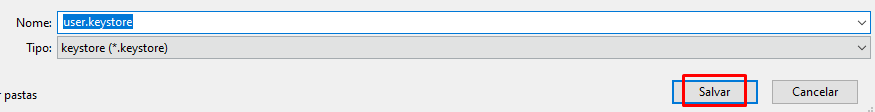 Nome: user.keystore
Tipo: keystore (*.keystore)
r pastas Salvar Cancelar